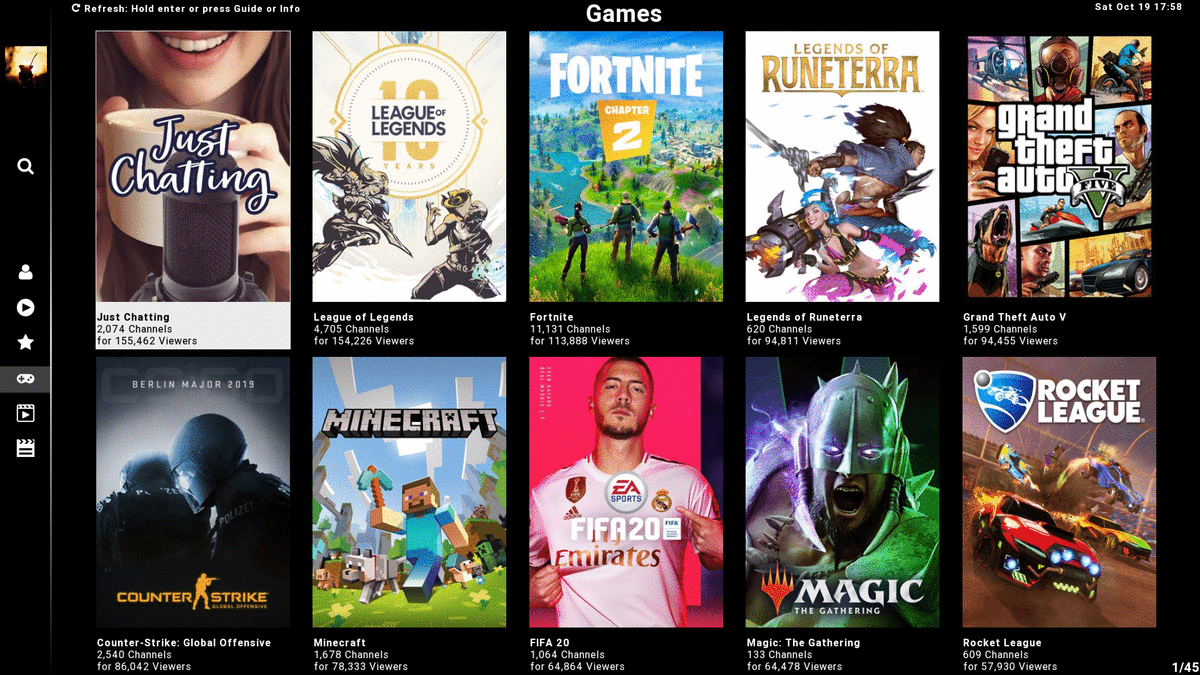 Refresh: Hold enter or press Guide or Info
Games
Sat Oct 19 17:58
Just
Chatting
Just Chatting
2,074 Channels
for 155,462 Viewers
10
LEAGUE OF
LEGENDS
YEARS
League of Legends
4,705 Channels
for 154,226 Viewers
FORTNITE
CHAPTER
2
Fortnite
11,131 Channels
for 113,888 Viewers
LEGENDS OF
RUNETERRA
Legends of Runeterra
620 Channels
for 94,811 Viewers
grand
theft
auto
V
FIVE
Grand Theft Auto V
1,599 Channels
for 94,455 Viewers
BERLIN MAJOR 2019
POLIZEI
POLIZEI
COUNTER STRIKE
GLOBAL OFFENSIVE
Counter-Strike: Global Offensive
2,540 Channels
for 86,042 Viewers
MINECRAFT
Minecraft
1,678 Channels
for 78,333 Viewers
EDEN HAZARD
REAL MADRID C.F.
EA
SPORTS
adidas
FIFA 20
FIFA
Emirates
FIFA 20
1,064 Channels
for 64,864 Viewers
MAGIC
THE GATHERING
Magic: The Gathering
133 Channels
for 64,478 Viewers
ROCKET
LEAGUE
Rocket League
609 Channels
for 57,930 Viewers
1/45